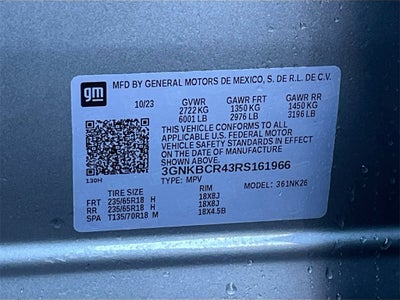 gm
MFD BY GENERAL MOTORS DE MEXICO, S. DE R.L. DE C.V.
10/23 GVWR GAWR FRT GAWR RR
2722 KG 1350 KG 1450 KG
6001 LB 2976 LB 3196 LB
THIS VEHICLE CONFORMS TO ALL APPLICABLE
U.S. FEDERAL MOTOR VEHICLE SAFETY STANDARDS IN EFFECT
ON THE DATE OF MANUFACTURE
SHOWN ABOVE.
3GNKBCR43RS161966
130H TYPE: MPV MODEL: 361NK26
TIRE SIZE RIM
FRT 235/65R18 H 18X8J
RR 235/65R18 H 18X8J
SPA T135/70R18 M 18X4.5B